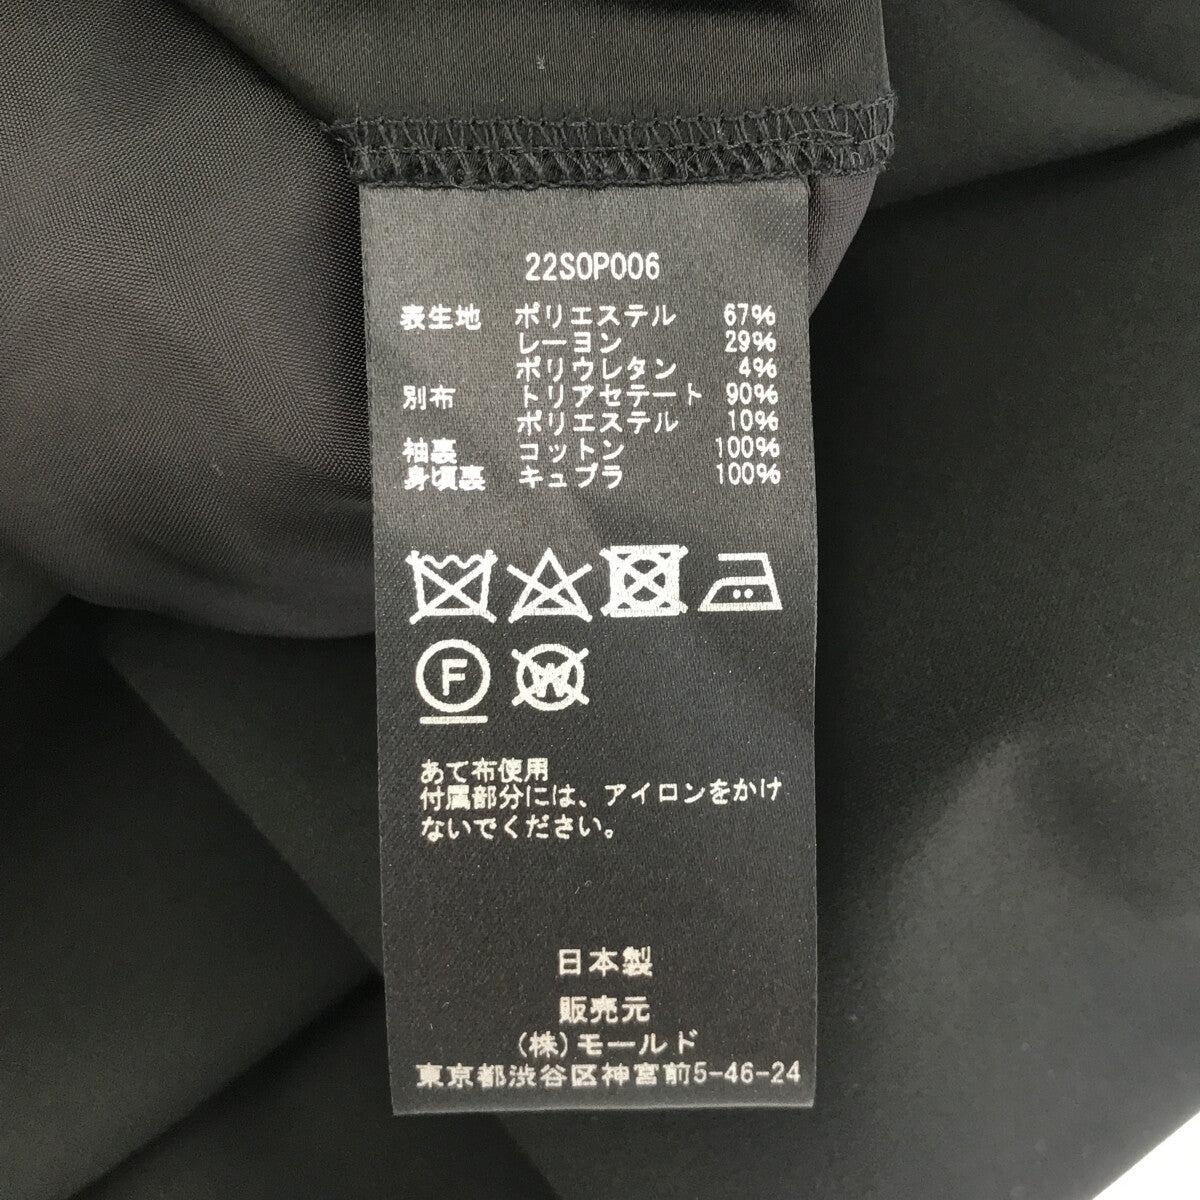 22SOP006
表生地 ポリエステル 67%
レーヨン 29%
ポリウレタン 4%
別布 トリアセテート 90%
ポリエステル 10%
袖裏 コットン 100%
身頃裏 キュプラ 100%
F W
あて布使用
付属部分には、アイロンをかけ
ないでください。
日本製
販売元
(株)モールド
東京都渋谷区神宮前5-46-24